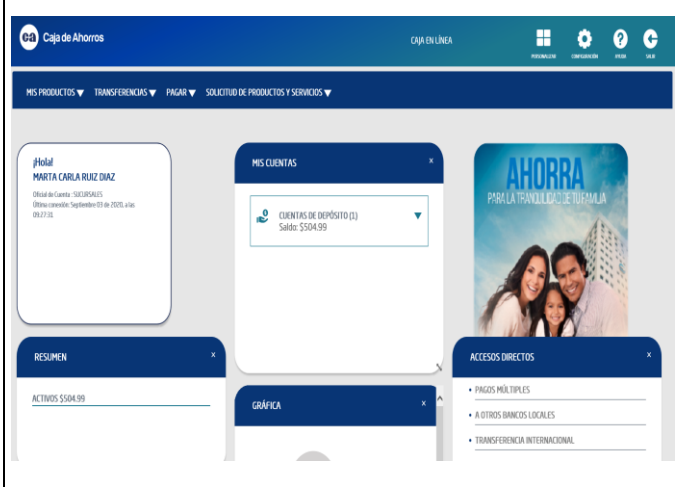 ca Caja de Ahorros
CAJA EN LÍNEA
PERSONALIZAR
CONFIGURACIÓN
AYUDA
SALIR
MIS PRODUCTOS
TRANSFERENCIAS
PAGAR
SOLICITUD DE PRODUCTOS Y SERVICIOS
¡Hola!
MARTA CARLA RUIZ DIAZ
Oficial de Cuenta : SUCURSALES
Última conexión: Septiembre 03 de 2020, a las
09:27:31
MIS CUENTAS x
CUENTAS DE DEPÓSITO (1)
Saldo: $504.99
AHORRA
PARA LA TRANQUILIDAD DE TU FAMILIA
RESUMEN x
ACTIVOS $504.99
GRÁFICA x
ACCESOS DIRECTOS x
• PAGOS MÚLTIPLES
• A OTROS BANCOS LOCALES
• TRANSFERENCIA INTERNACIONAL